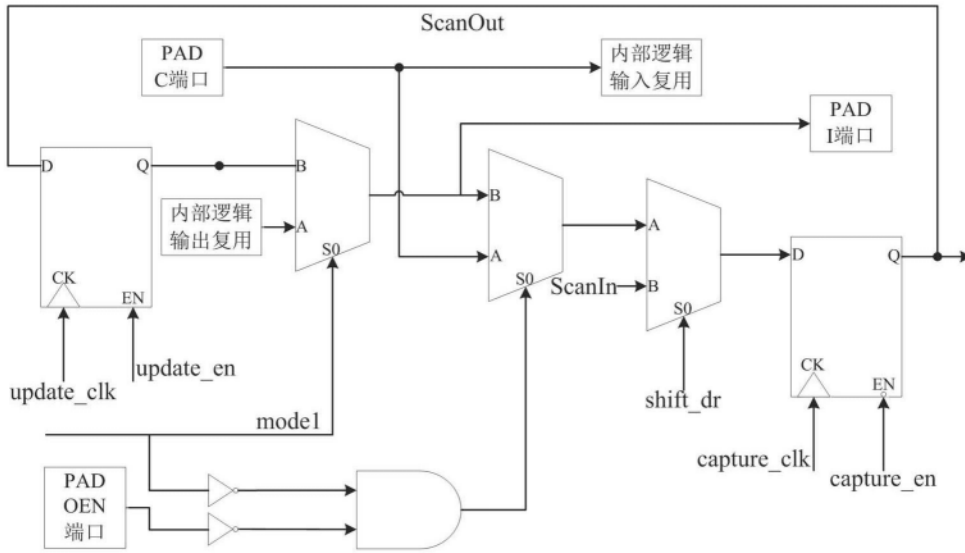 ScanOut
PAD
C端口
内部逻辑
输入复用
PAD
I端口
D
Q
CK
EN
B
A
S0
内部逻辑
输出复用
B
A
S0
A
B
S0
ScanIn
D
Q
CK
EN
update_clk
update_en
mode1
shift_dr
capture_clk
capture_en
PAD
OEN
端口